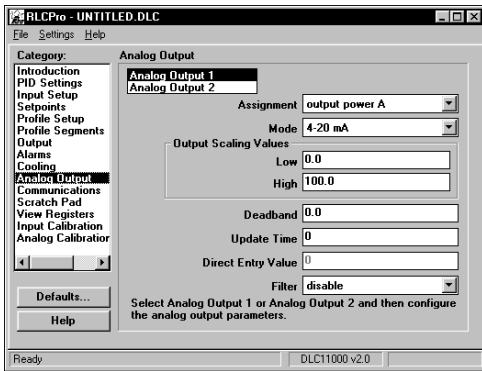 RLCPro - UNTITLED.DLC
File Settings Help
Category:
Introduction
PID Settings
Input Setup
Setpoints
Profile Setup
Profile Segments
Output
Alarms
Cooling
Analog Output
Communications
Scratch Pad
View Registers
Input Calibration
Analog Calibration
Defaults...
Help
Analog Output
Analog Output 1
Analog Output 2
Assignment output power A
Mode 4-20 mA
Output Scaling Values
Low 0.0
High 100.0
Deadband 0.0
Update Time 0
Direct Entry Value 0
Filter disable
Select Analog Output 1 or Analog Output 2 and then configure
the analog output parameters.
Ready DLC11000 v2.0